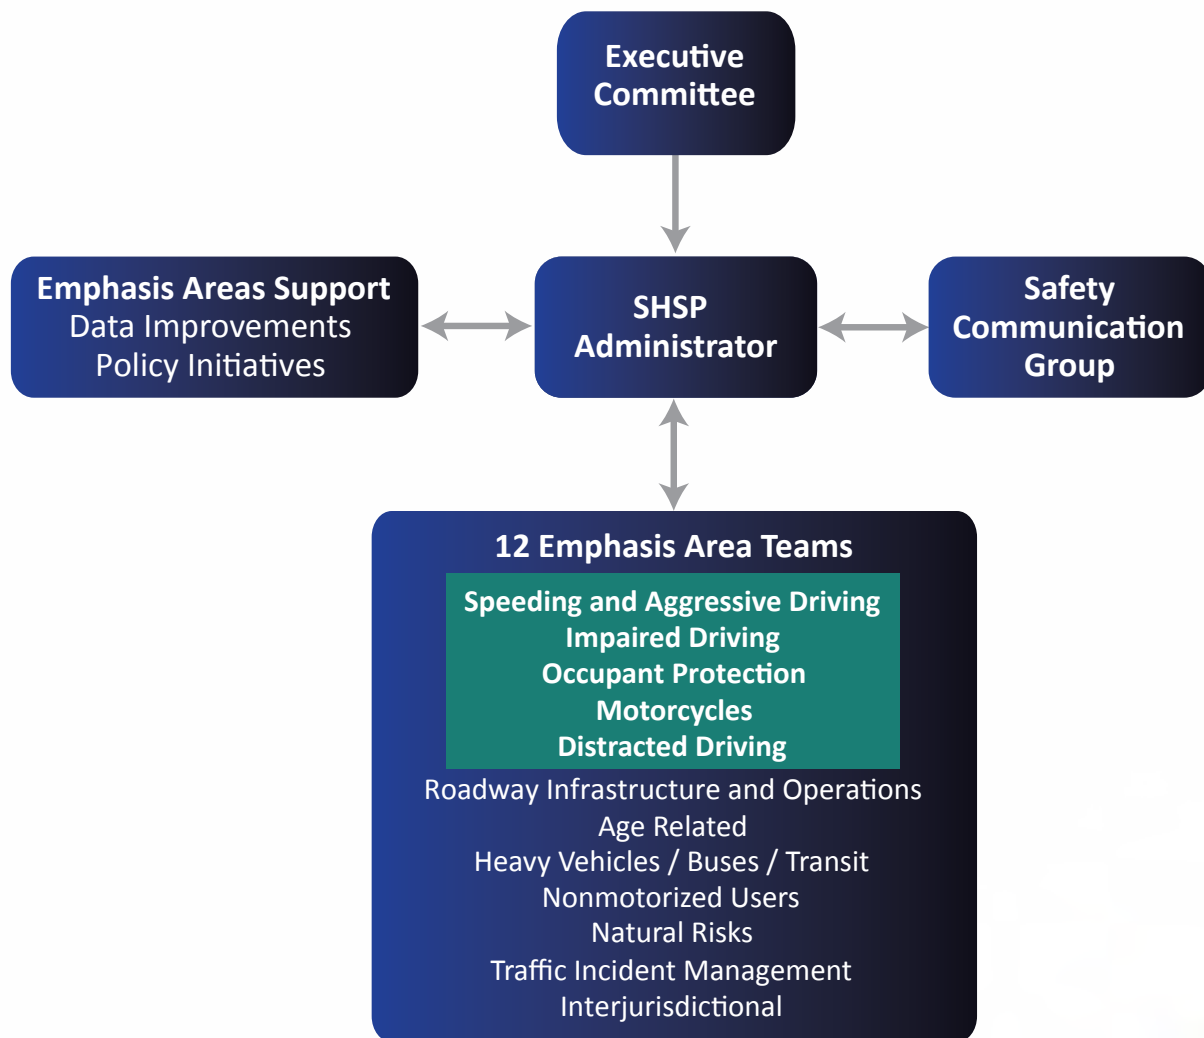 Executive
Committee
Emphasis Areas Support
Data Improvements
Policy Initiatives
SHSP
Administrator
Safety
Communication
Group
12 Emphasis Area Teams
Speeding and Aggressive Driving
Impaired Driving
Occupant Protection
Motorcycles
Distracted Driving
Roadway Infrastructure and Operations
Age Related
Heavy Vehicles / Buses / Transit
Nonmotorized Users
Natural Risks
Traffic Incident Management
Interjurisdictional